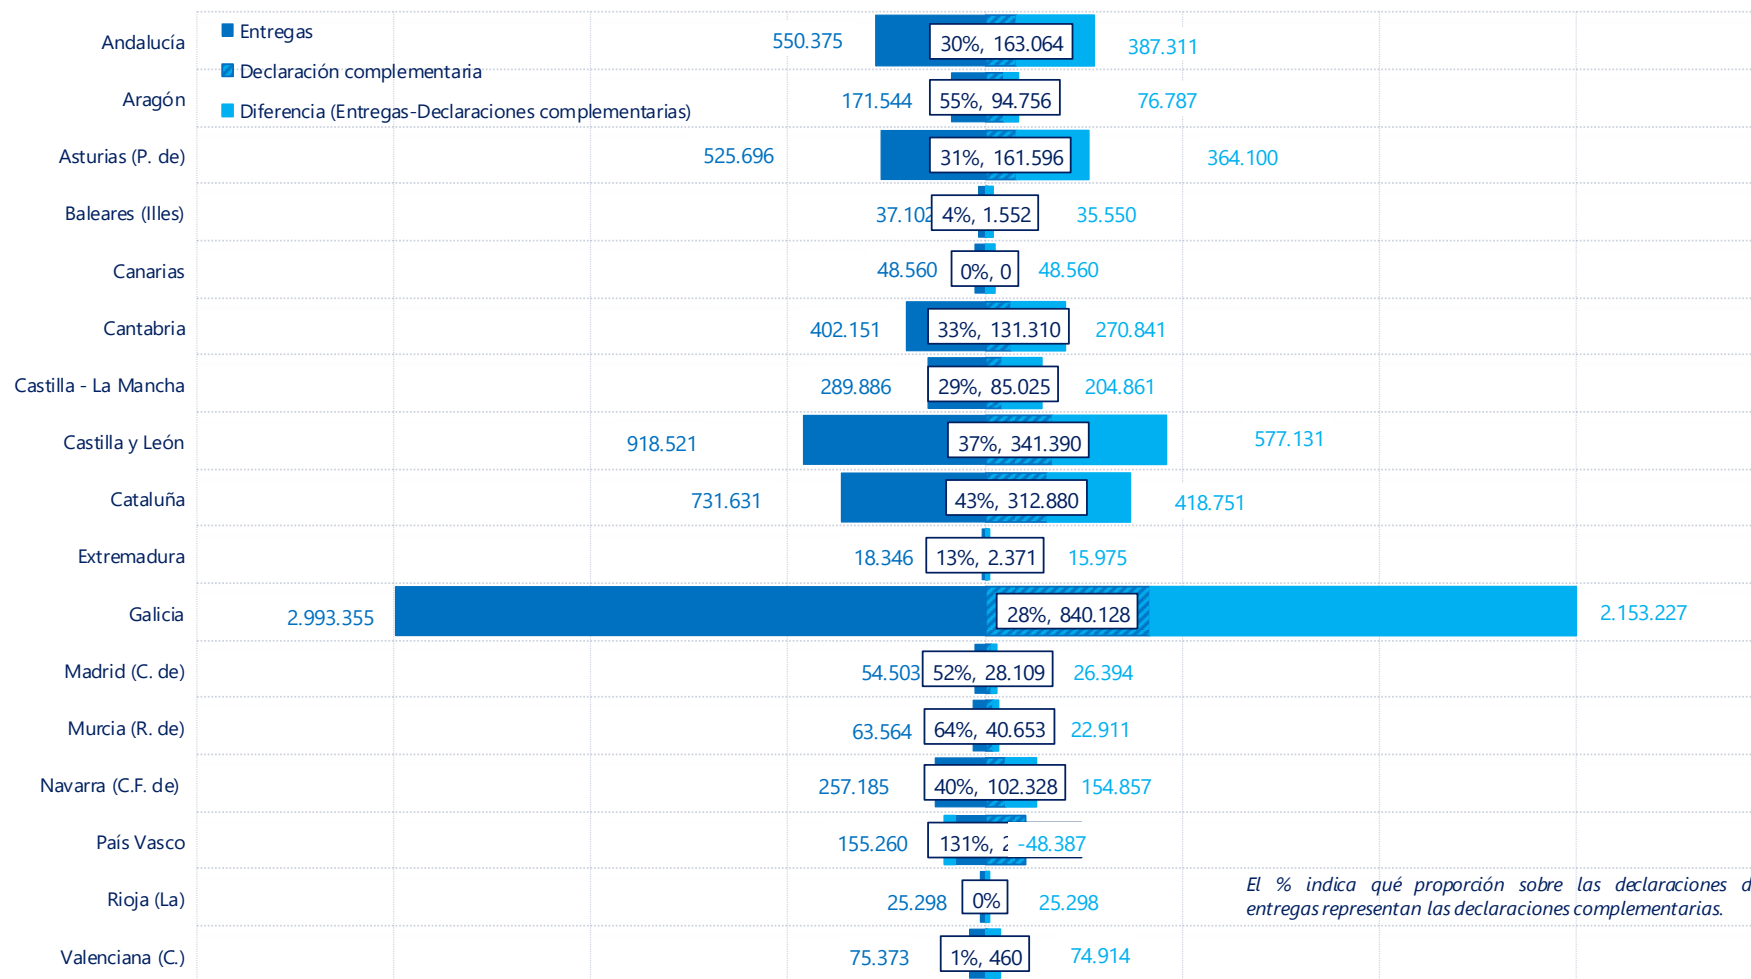 Entregas
Declaración complementaria
Diferencia (Entregas-Declaraciones complementarias)
Andalucía 550.375 30%, 163.064 387.311
Aragón 171.544 55%, 94.756 76.787
Asturias (P. de) 525.696 31%, 161.596 364.100
Baleares (Illes) 37.102 4%, 1.552 35.550
Canarias 48.560 0%, 0 48.560
Cantabria 402.151 33%, 131.310 270.841
Castilla - La Mancha 289.886 29%, 85.025 204.861
Castilla y León 918.521 37%, 341.390 577.131
Cataluña 731.631 43%, 312.880 418.751
Extremadura 18.346 13%, 2.371 15.975
Galicia 2.993.355 28%, 840.128 2.153.227
Madrid (C. de) 54.503 52%, 28.109 26.394
Murcia (R. de) 63.564 64%, 40.653 22.911
Navarra (C.F. de) 257.185 40%, 102.328 154.857
País Vasco 155.260 131%, -48.387
Rioja (La) 25.298 0% 25.298
Valenciana (C.) 75.373 1%, 460 74.914
El % indica qué proporción sobre las declaraciones d
entregas representan las declaraciones complementarias.